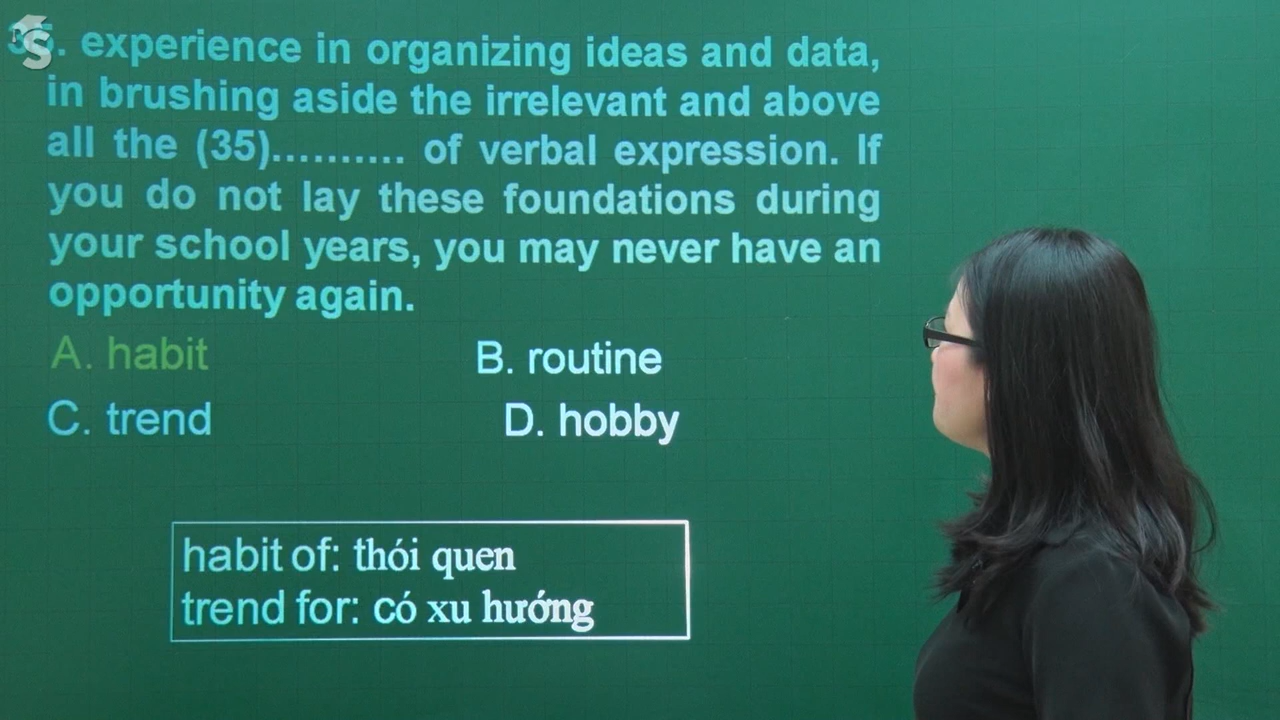 35. experience in organizing ideas and data,
in brushing aside the irrelevant and above
all the (35).......... of verbal expression. If
you do not lay these foundations during
your school years, you may never have an
opportunity again.
A. habit B. routine
C. trend D. hobby
habit of: thói quen
trend for: có xu hướng